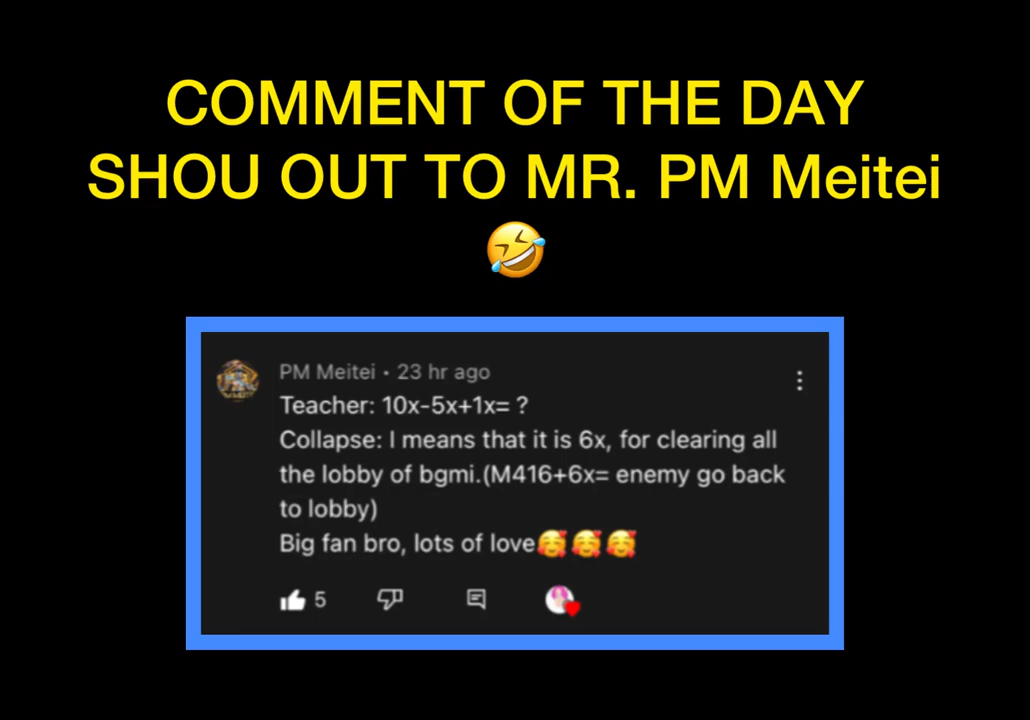 COMMENT OF THE DAY
SHOU OUT TO MR. PM Meitei
🤣
PM Meitei • 23 hr ago
Teacher: 10x-5x+1x= ?
Collapse: I means that it is 6x, for clearing all
the lobby of bgmi.(M416+6x= enemy go back
to lobby)
Big fan bro, lots of love🥰🥰🥰
5